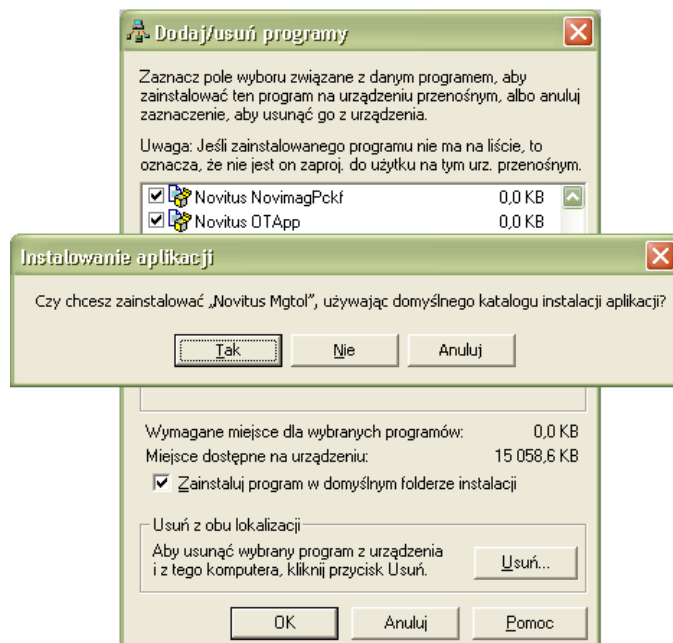 Dodaj/usuń programy
Zaznacz pole wyboru związane z danym programem, aby
zainstalować ten program na urządzeniu przenośnym, albo anuluj
zaznaczenie, aby usunąć go z urządzenia.
Uwaga: Jeśli zainstalowanego programu nie ma na liście, to
oznacza, że nie jest on zaproj. do użytku na tym urz. przenośnym.
Novitus NovimagPckf 0,0 KB
Novitus OTApp 0,0 KB
Instalowanie aplikacji
Czy chcesz zainstalować „Novitus Mgtol”, używając domyślnego katalogu instalacji aplikacji?
Tak Nie Anuluj
Wymagane miejsce dla wybranych programów: 0,0 KB
Miejsce dostępne na urządzeniu: 15 058,6 KB
Zainstaluj program w domyślnym folderze instalacji
Usuń z obu lokalizacji
Aby usunąć wybrany program z urządzenia
i z tego komputera, kliknij przycisk Usuń.
Usuń...
OK Anuluj Pomoc